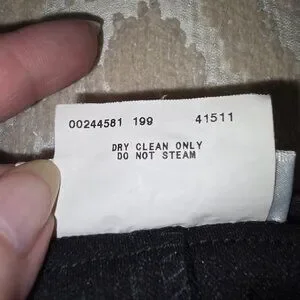 00244581 199 41511
DRY CLEAN ONLY
DO NOT STEAM